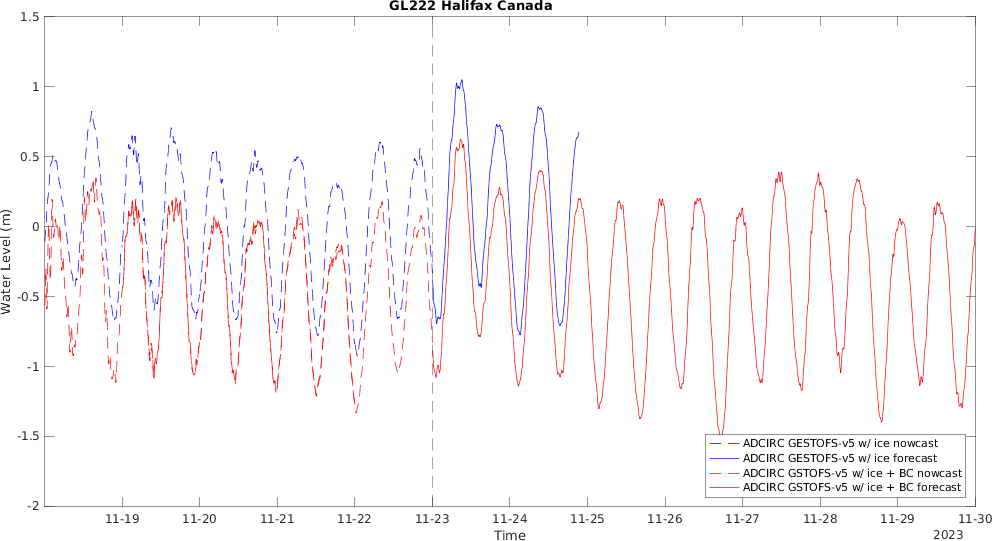 GL222 Halifax Canada
1.5
1
0.5
0
-0.5
-1
-1.5
-2
Water Level (m)
11-19 11-20 11-21 11-22 11-23 11-24 11-25 11-26 11-27 11-28 11-29 11-30
Time
2023
ADCIRC GESTOFS-v5 w/ ice nowcast
ADCIRC GESTOFS-v5 w/ ice forecast
ADCIRC GSTOFS-v5 w/ ice + BC nowcast
ADCIRC GSTOFS-v5 w/ ice + BC forecast